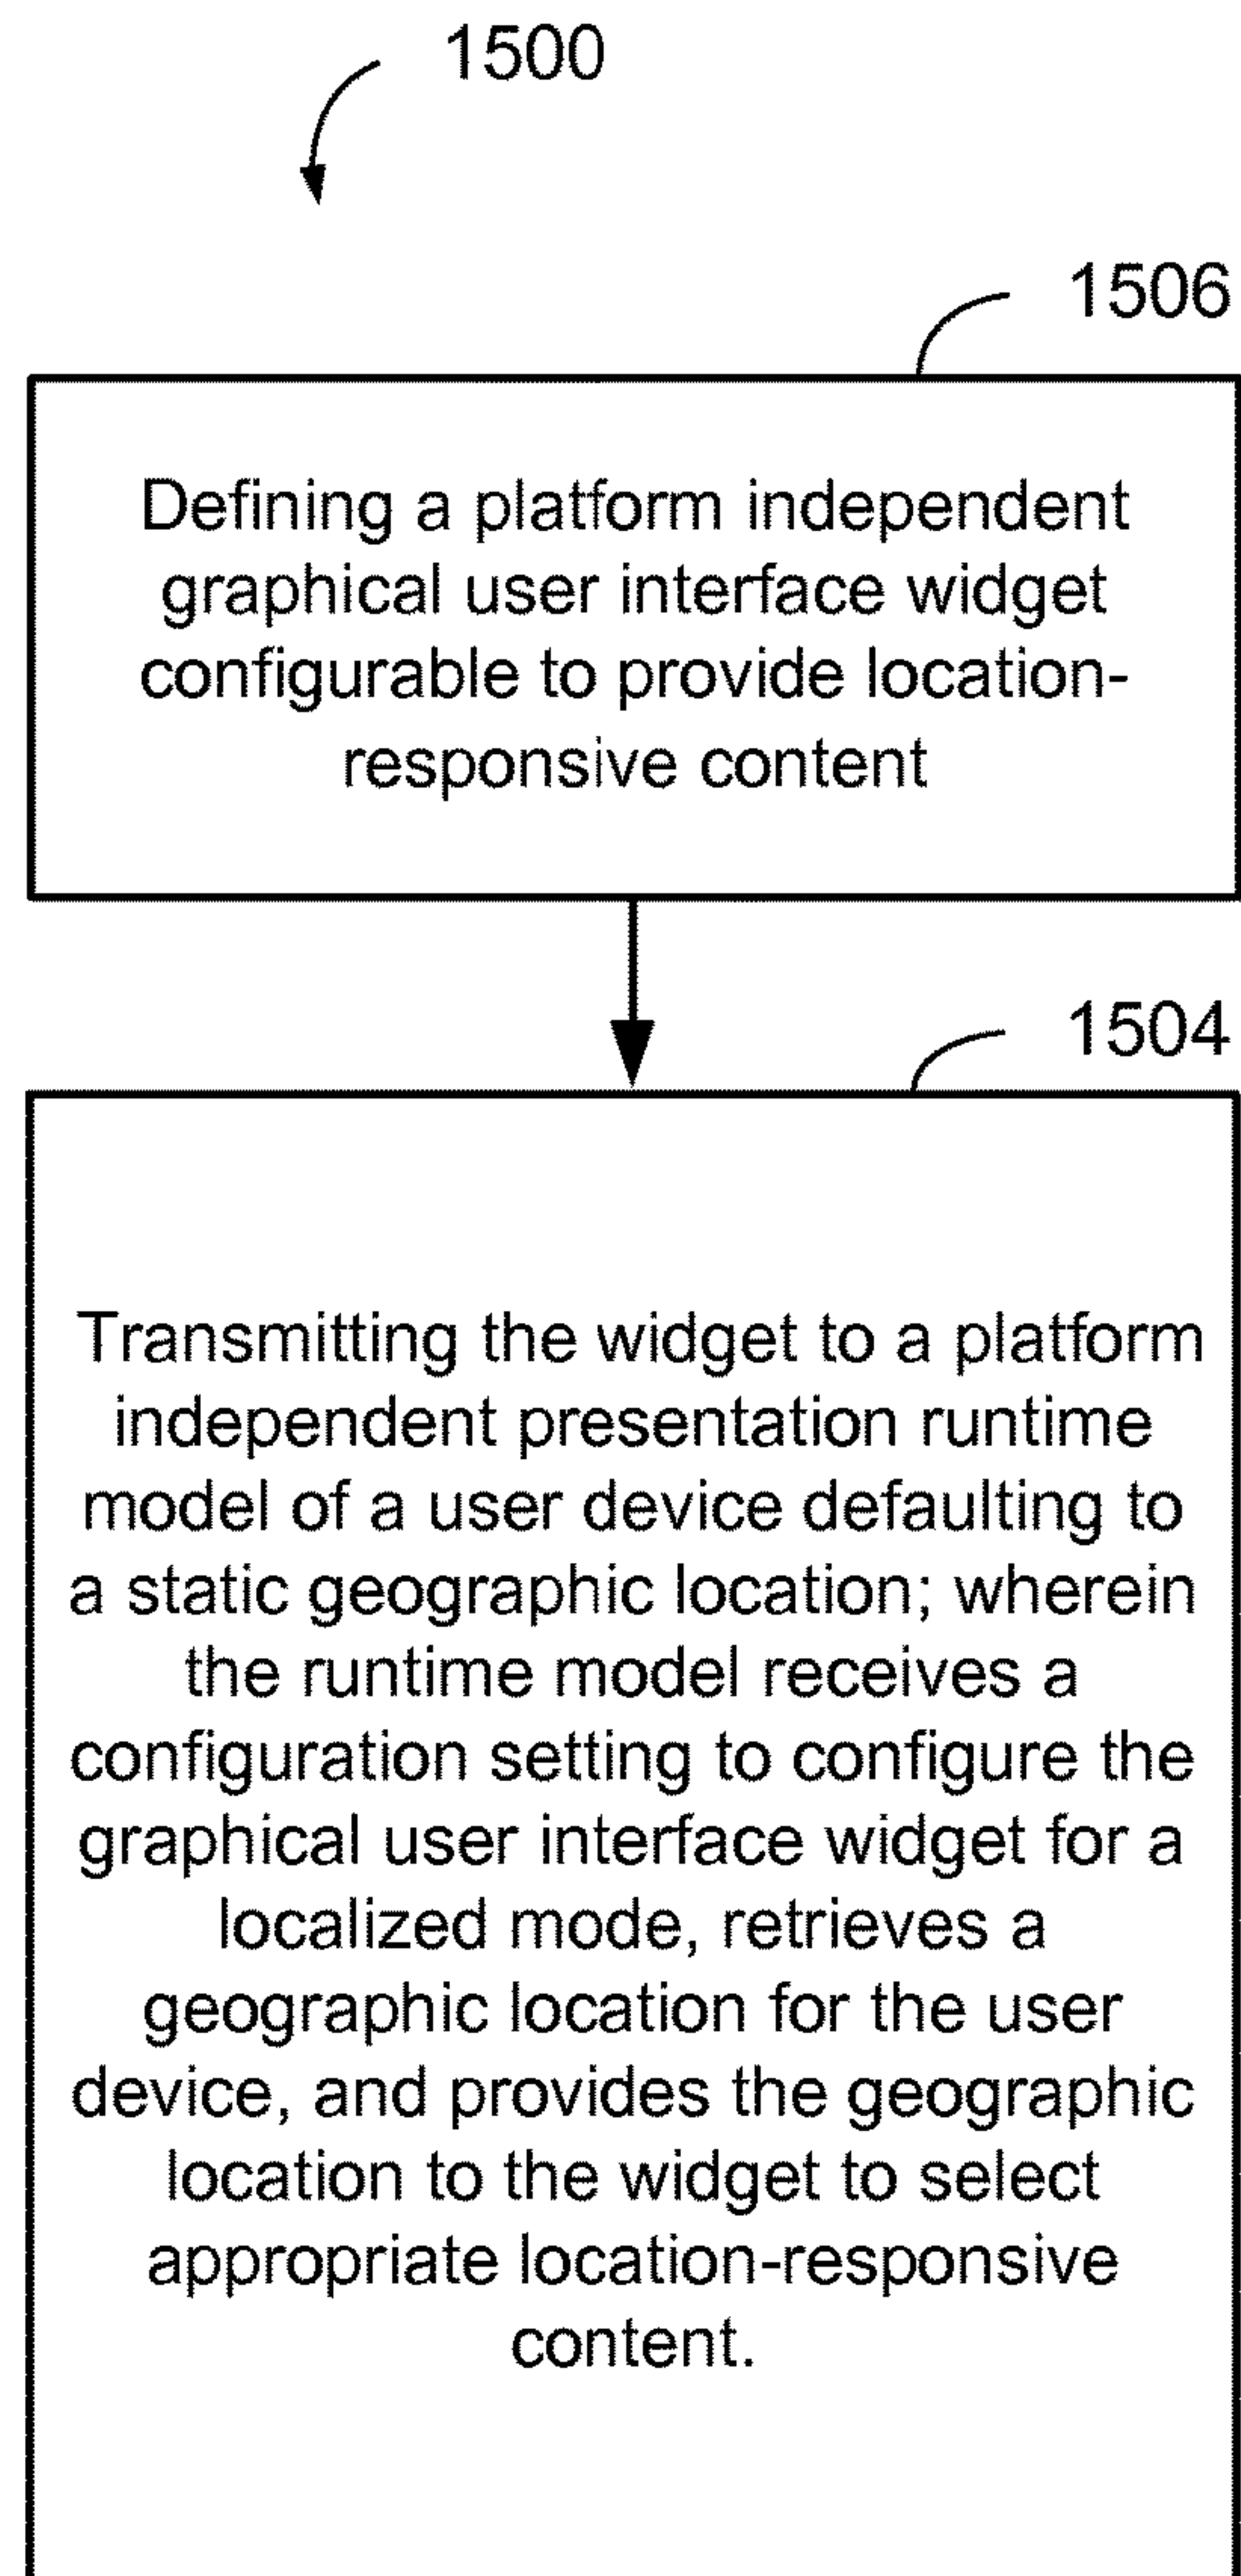 1500
1506
Defining a platform independent
graphical user interface widget
configurable to provide location-
responsive content
1504
Transmitting the widget to a platform
independent presentation runtime
model of a user device defaulting to
a static geographic location; wherein
the runtime model receives a
configuration setting to configure the
graphical user interface widget for a
localized mode, retrieves a
geographic location for the user
device, and provides the geographic
location to the widget to select
appropriate location-responsive
content.